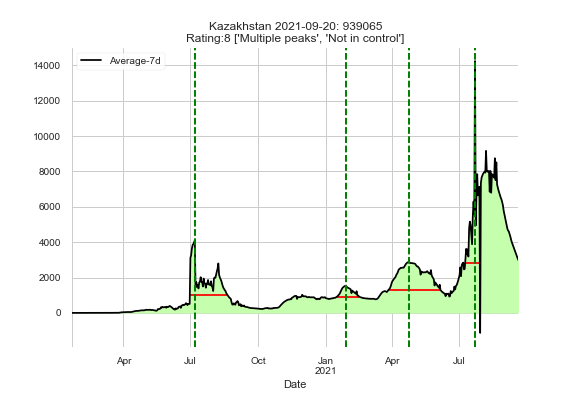 Kazakhstan 2021-09-20: 939065
Rating:8 ['Multiple peaks', 'Not in control']
Average-7d
14000
12000
10000
8000
6000
4000
2000
0
Apr Jul Oct Jan Apr Jul
2021
Date